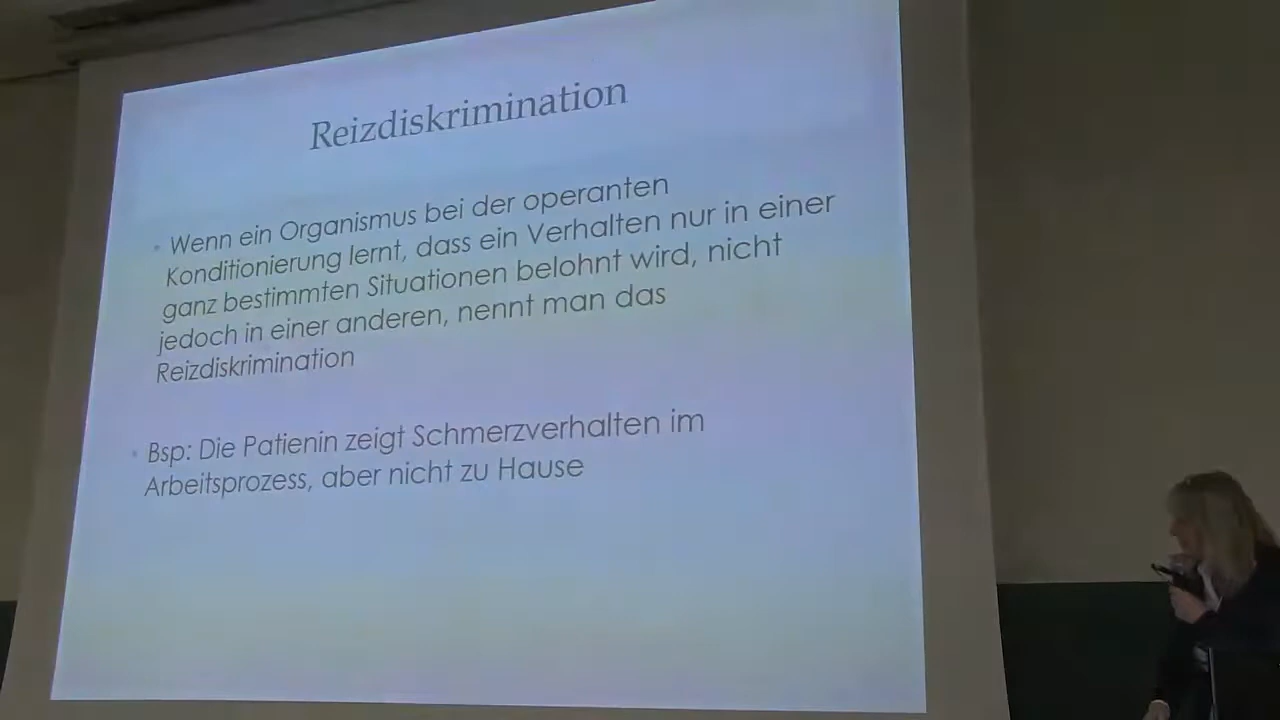 Reizdiskrimination
Wenn ein Organismus bei der operanten
Konditionierung lernt, dass ein Verhalten nur in einer
ganz bestimmten Situationen belohnt wird, nicht
jedoch in einer anderen, nennt man das
Reizdiskrimination
Bsp: Die Patienin zeigt Schmerzverhalten im
Arbeitsprozess, aber nicht zu Hause